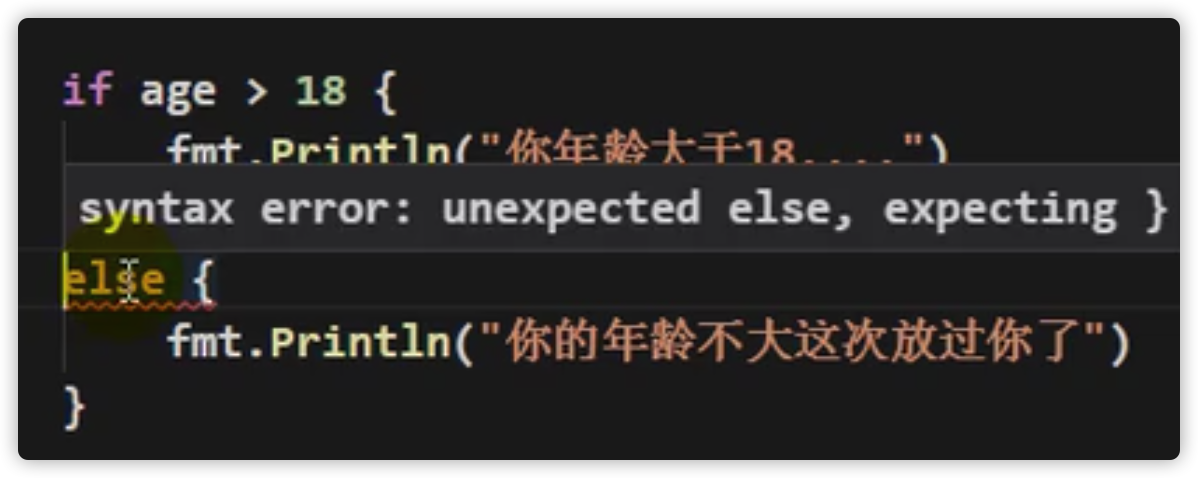 if age > 18 {
fmt.Println("你年龄大于18....")
syntax error: unexpected else, expecting }
else {
fmt.Println("你的年龄不大这次放过你了")
}